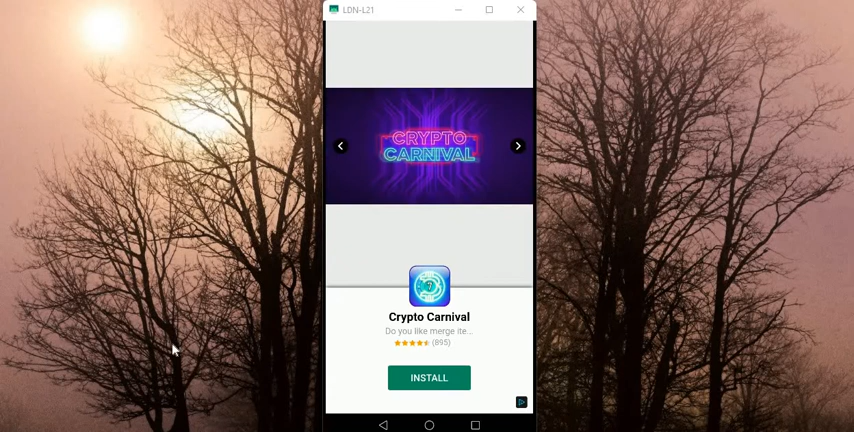 LDN-L21
CRYPTO
CARNIVAL
Crypto Carnival
Do you like merge ite...
(895)
INSTALL